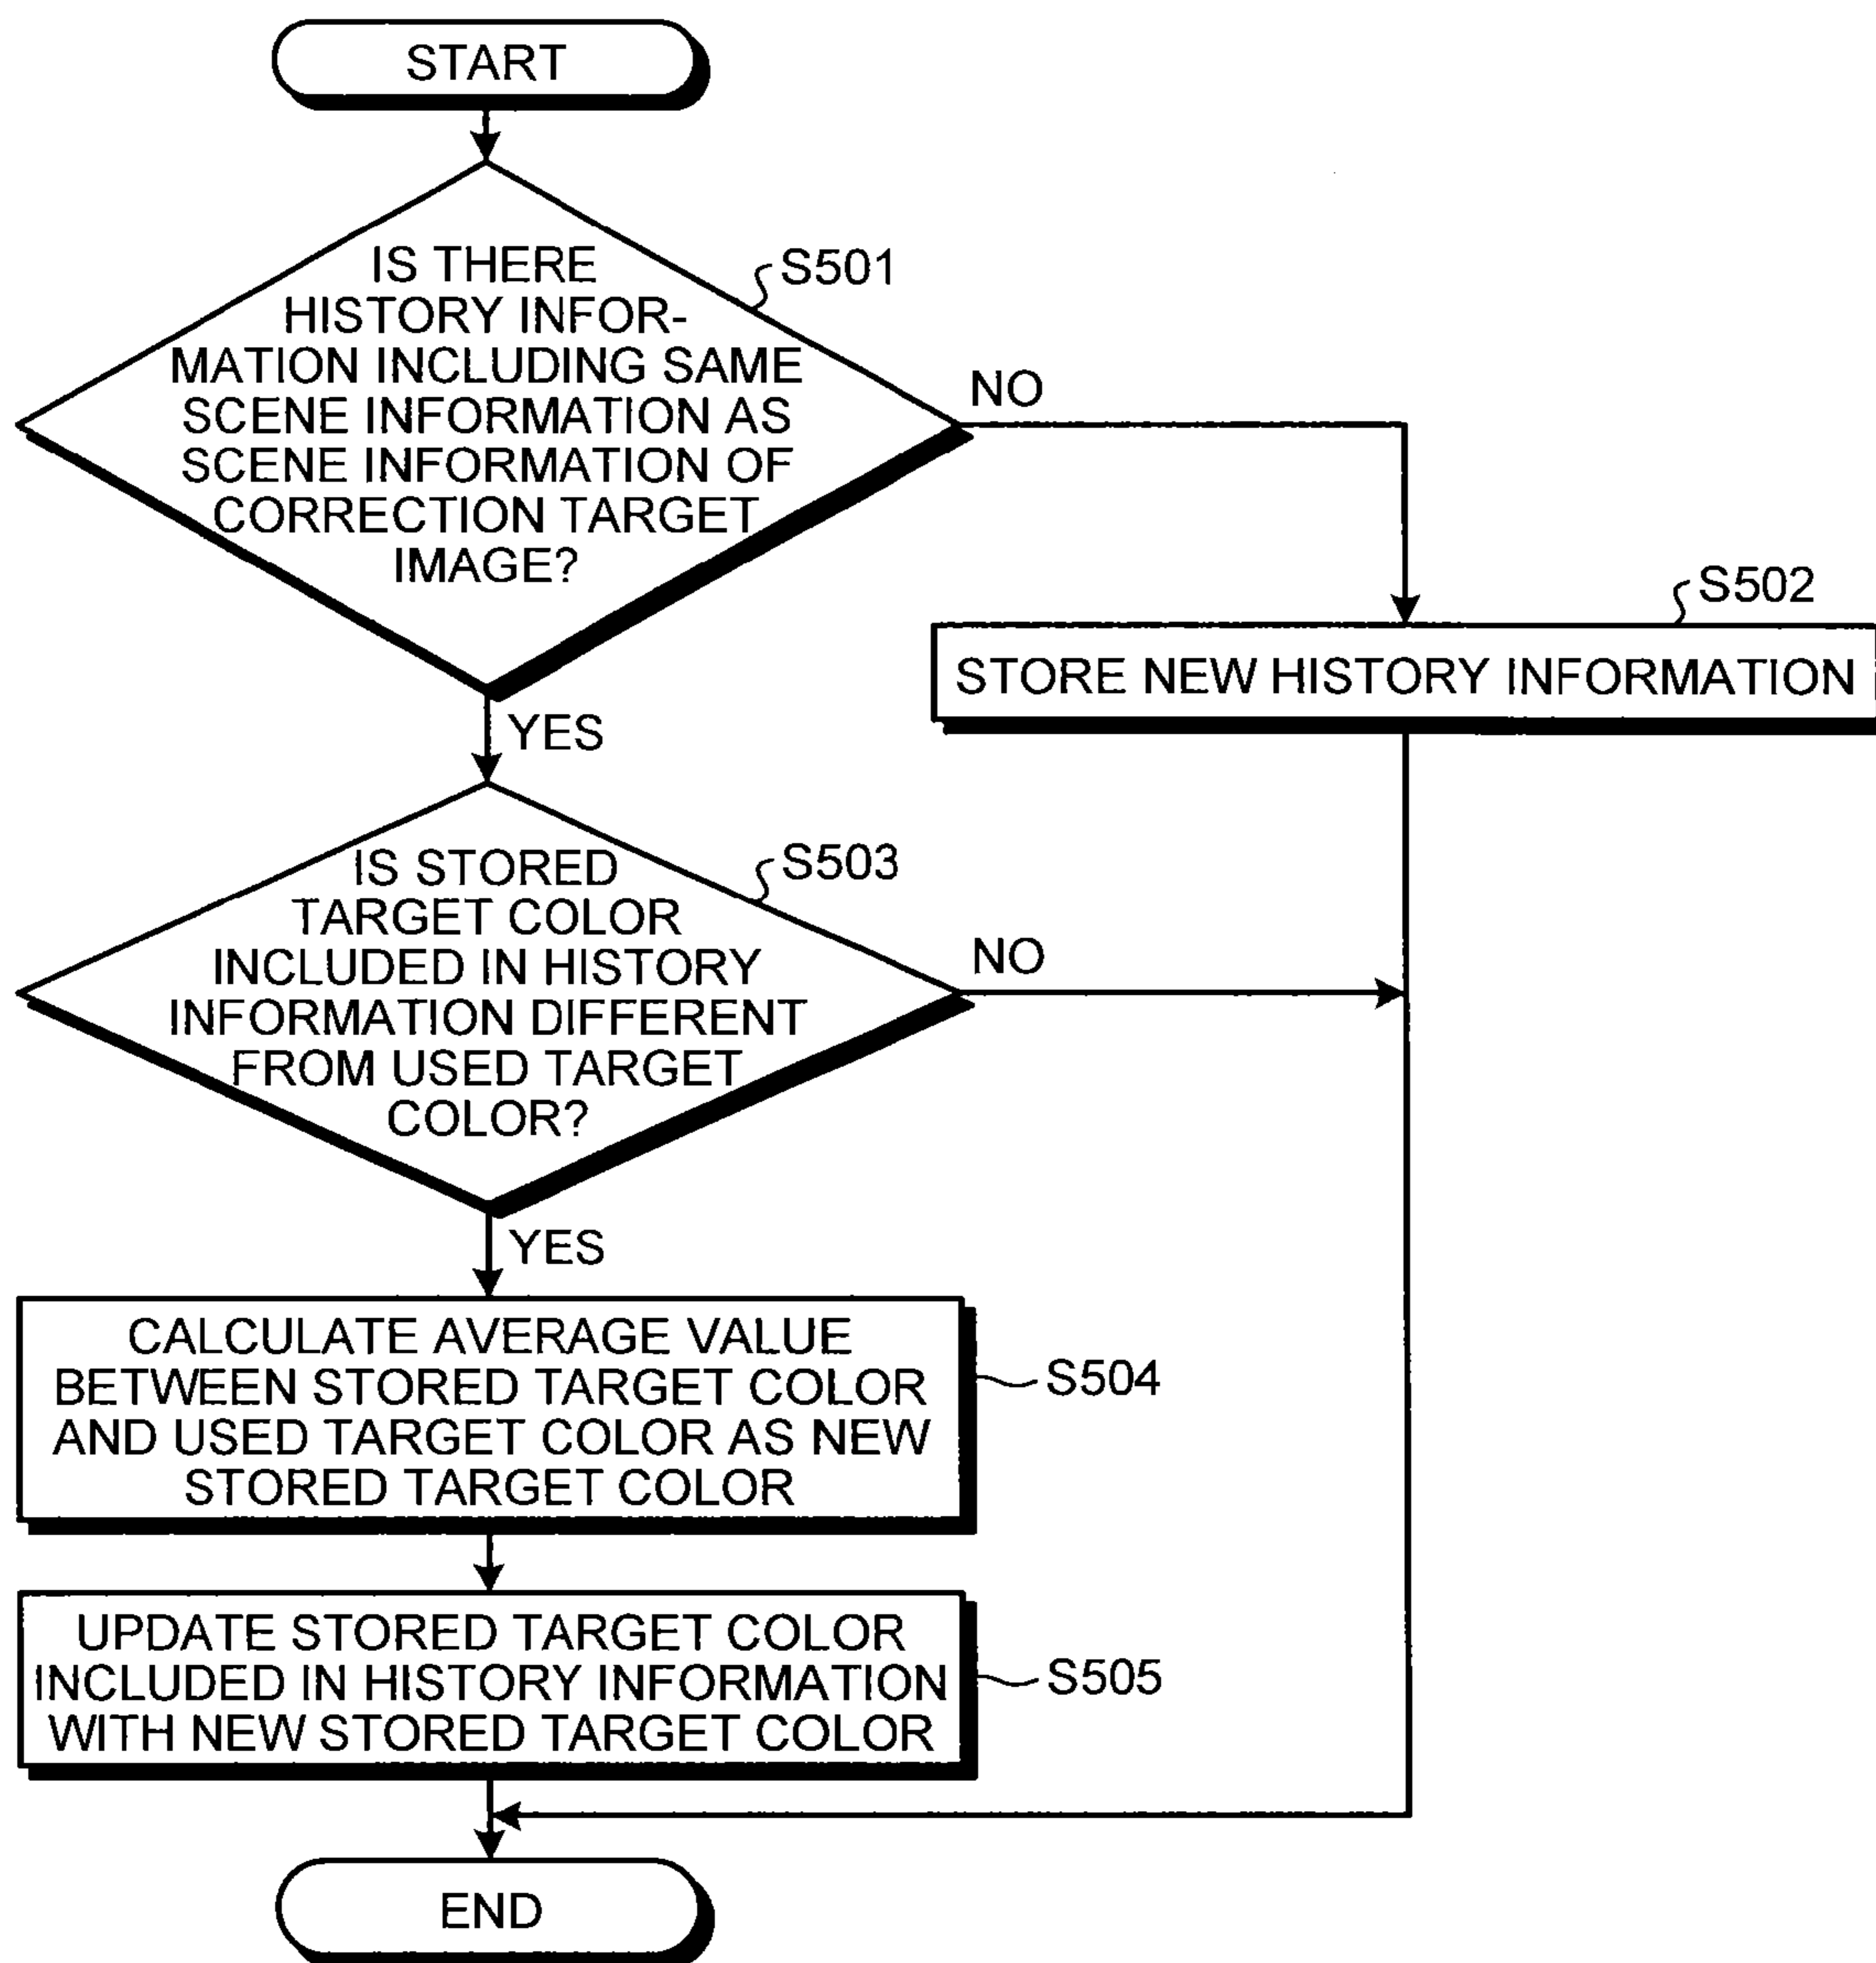 START
IS THERE
HISTORY INFOR-
MATION INCLUDING SAME
SCENE INFORMATION AS
SCENE INFORMATION OF
CORRECTION TARGET
IMAGE?
S501
NO
S502
STORE NEW HISTORY INFORMATION
YES
IS STORED
TARGET COLOR
INCLUDED IN HISTORY
INFORMATION DIFFERENT
FROM USED TARGET
COLOR?
S503
NO
YES
CALCULATE AVERAGE VALUE
BETWEEN STORED TARGET COLOR
AND USED TARGET COLOR AS NEW
STORED TARGET COLOR
S504
UPDATE STORED TARGET COLOR
INCLUDED IN HISTORY INFORMATION
WITH NEW STORED TARGET COLOR
S505
END